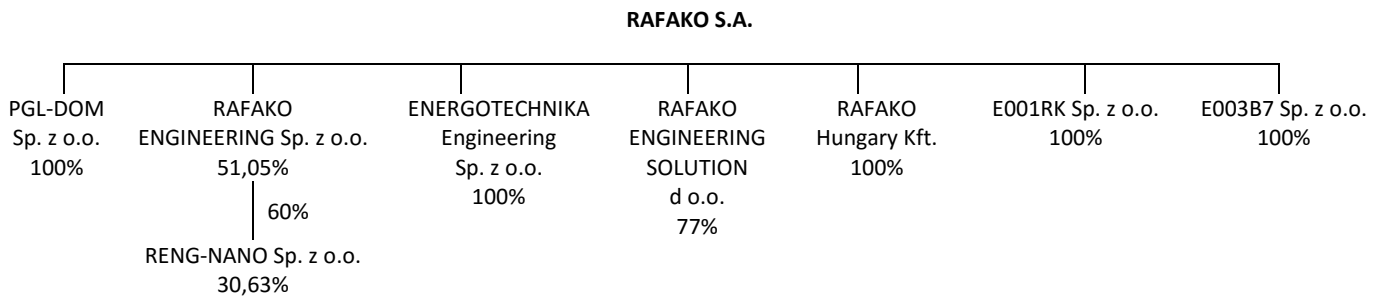 RAFAKO S.A.
PGL-DOM
Sp. z o.o.
100%
RAFAKO
ENGINEERING Sp. z o.o.
51,05%
60%
RENG-NANO Sp. z o.o.
30,63%
ENERGOTECHNIKA
Engineering
Sp. z o.o.
100%
RAFAKO
ENGINEERING
SOLUTION
d o.o.
77%
RAFAKO
Hungary Kft.
100%
E001RK Sp. z o.o.
100%
E003B7 Sp. z o.o.
100%